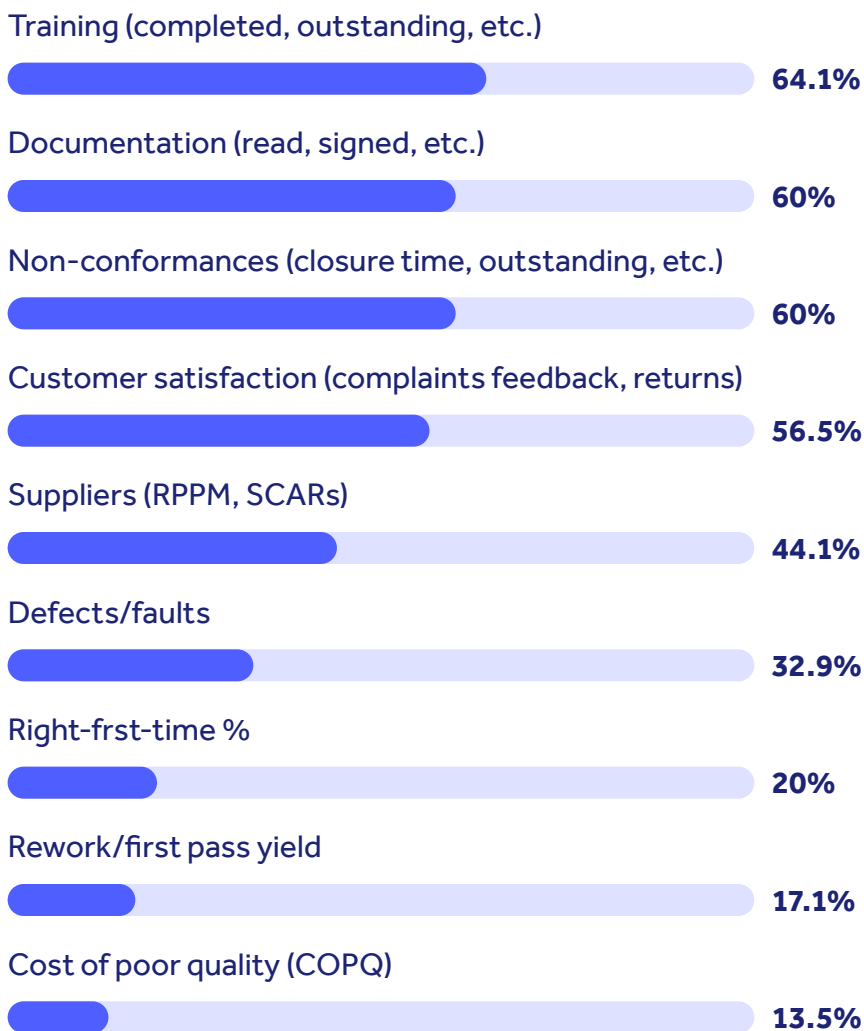 Training (completed, outstanding, etc.)
64.1%
Documentation (read, signed, etc.)
60%
Non-conformances (closure time, outstanding, etc.)
60%
Customer satisfaction (complaints feedback, returns)
56.5%
Suppliers (RPPM, SCARs)
44.1%
Defects/faults
32.9%
Right-frst-time %
20%
Rework/first pass yield
17.1%
Cost of poor quality (COPQ)
13.5%